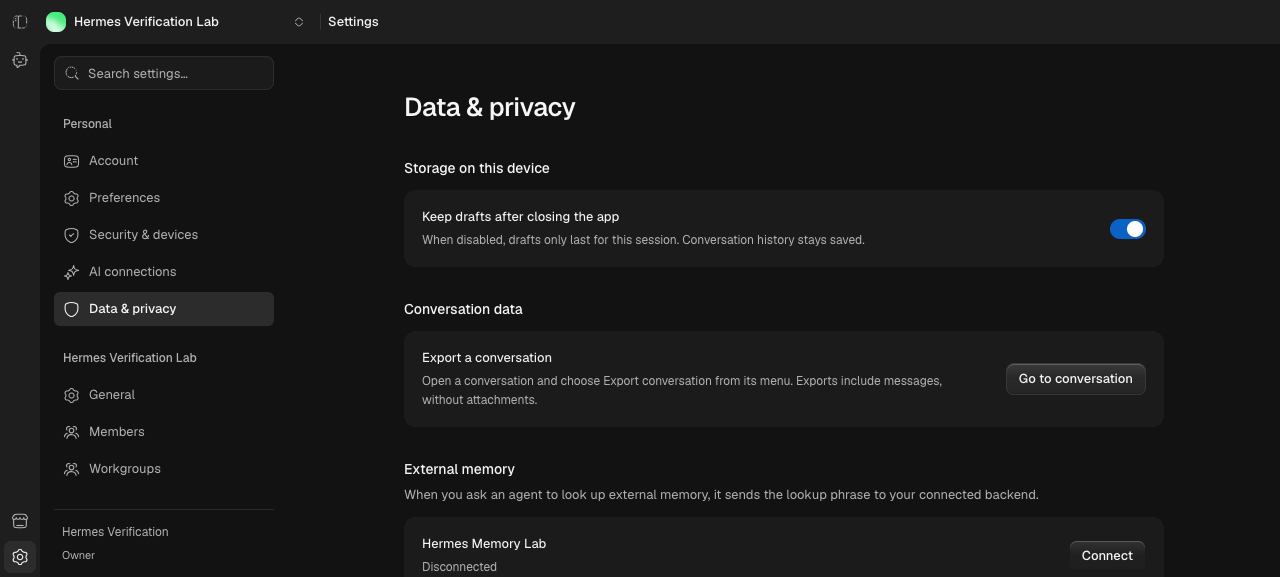 Hermes Verification Lab
Settings
Search settings...
Personal
Account
Preferences
Security & devices
AI connections
Data & privacy
Hermes Verification Lab
General
Members
Workgroups
Hermes Verification
Owner
Data & privacy
Storage on this device
Keep drafts after closing the app
When disabled, drafts only last for this session. Conversation history stays saved.
Conversation data
Export a conversation
Open a conversation and choose Export conversation from its menu. Exports include messages,
without attachments.
Go to conversation
External memory
When you ask an agent to look up external memory, it sends the lookup phrase to your connected backend.
Hermes Memory Lab
Disconnected
Connect